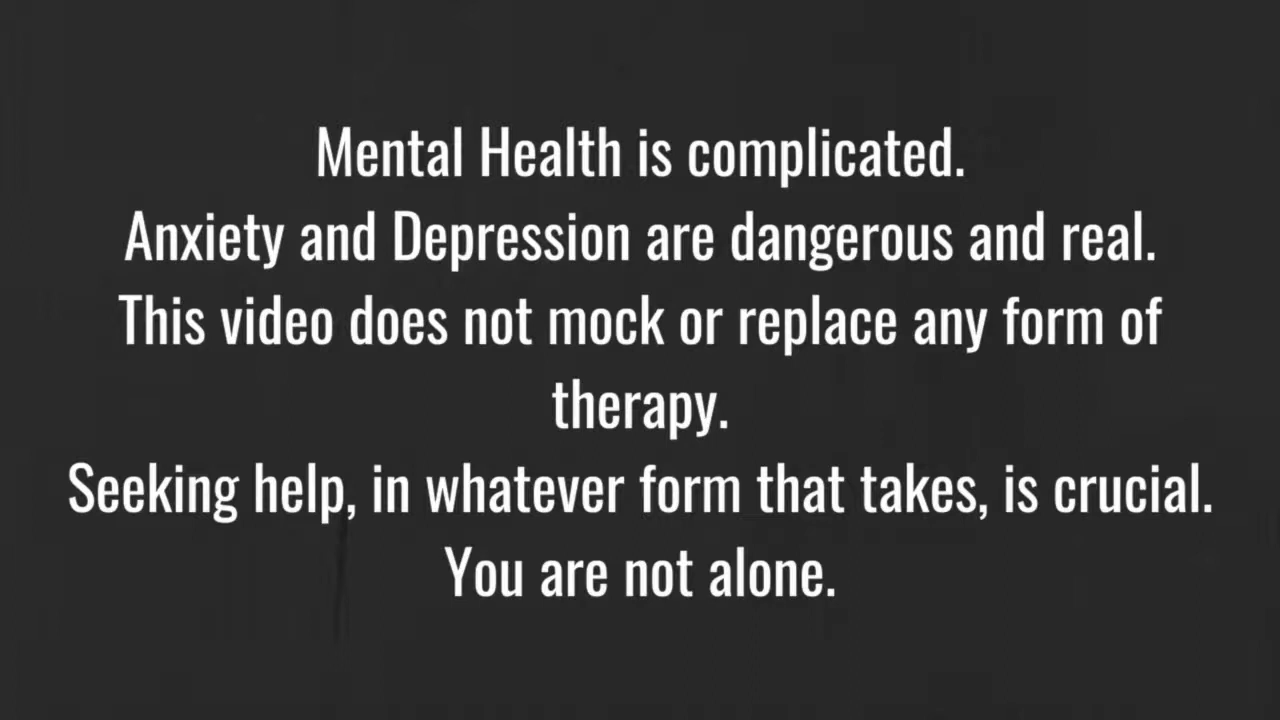 Mental Health is complicated.
Anxiety and Depression are dangerous and real.
This video does not mock or replace any form of
therapy.
Seeking help, in whatever form that takes, is crucial.
You are not alone.